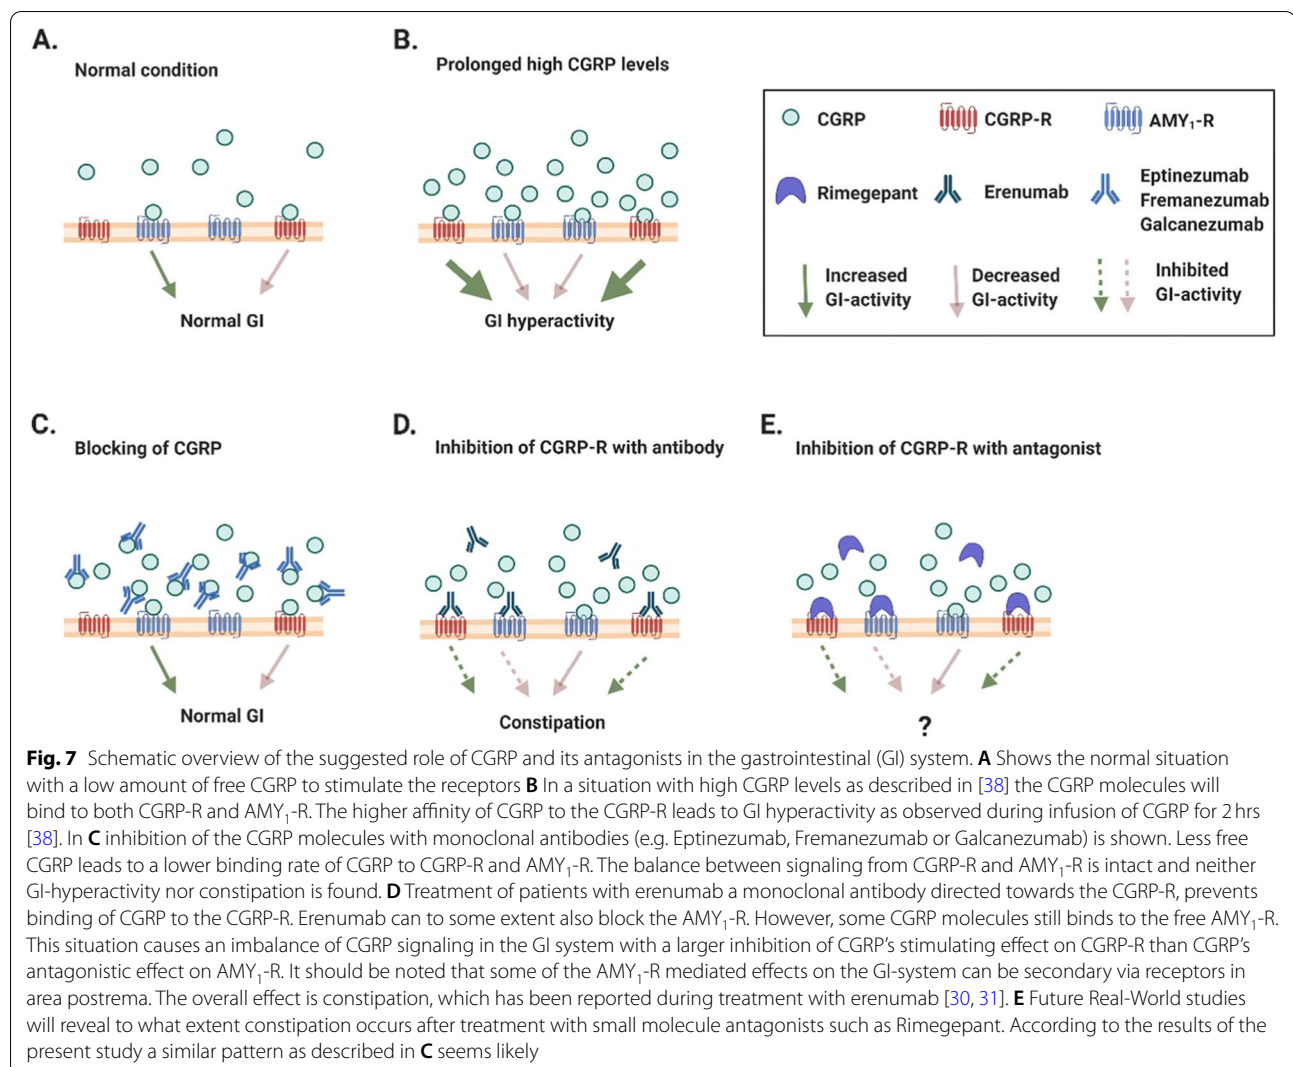 A.
Normal condition
Normal GI
B.
Prolonged high CGRP levels
GI hyperactivity
CGRP
CGRP-R
AMY₁-R
Rimegepant
Erenumab
Eptinezumab
Fremanezumab
Galcanezumab
Increased
GI-activity
Decreased
GI-activity
Inhibited
GI-activity
C.
Blocking of CGRP
Normal GI
D.
Inhibition of CGRP-R with antibody
Constipation
E.
Inhibition of CGRP-R with antagonist
?
Fig. 7 Schematic overview of the suggested role of CGRP and its antagonists in the gastrointestinal (GI) system. A Shows the normal situation
with a low amount of free CGRP to stimulate the receptors B In a situation with high CGRP levels as described in [38] the CGRP molecules will
bind to both CGRP-R and AMY₁-R. The higher affinity of CGRP to the CGRP-R leads to GI hyperactivity as observed during infusion of CGRP for 2 hrs
[38]. In C inhibition of the CGRP molecules with monoclonal antibodies (e.g. Eptinezumab, Fremanezumab or Galcanezumab) is shown. Less free
CGRP leads to a lower binding rate of CGRP to CGRP-R and AMY₁-R. The balance between signaling from CGRP-R and AMY₁-R is intact and neither
GI-hyperactivity nor constipation is found. D Treatment of patients with erenumab a monoclonal antibody directed towards the CGRP-R, prevents
binding of CGRP to the CGRP-R. Erenumab can to some extent also block the AMY₁-R. However, some CGRP molecules still binds to the free AMY₁-R.
This situation causes an imbalance of CGRP signaling in the GI system with a larger inhibition of CGRP's stimulating effect on CGRP-R than CGRP's
antagonistic effect on AMY₁-R. It should be noted that some of the AMY₁-R mediated effects on the GI-system can be secondary via receptors in
area postrema. The overall effect is constipation, which has been reported during treatment with erenumab [30, 31]. E Future Real-World studies
will reveal to what extent constipation occurs after treatment with small molecule antagonists such as Rimegepant. According to the results of the
present study a similar pattern as described in C seems likely